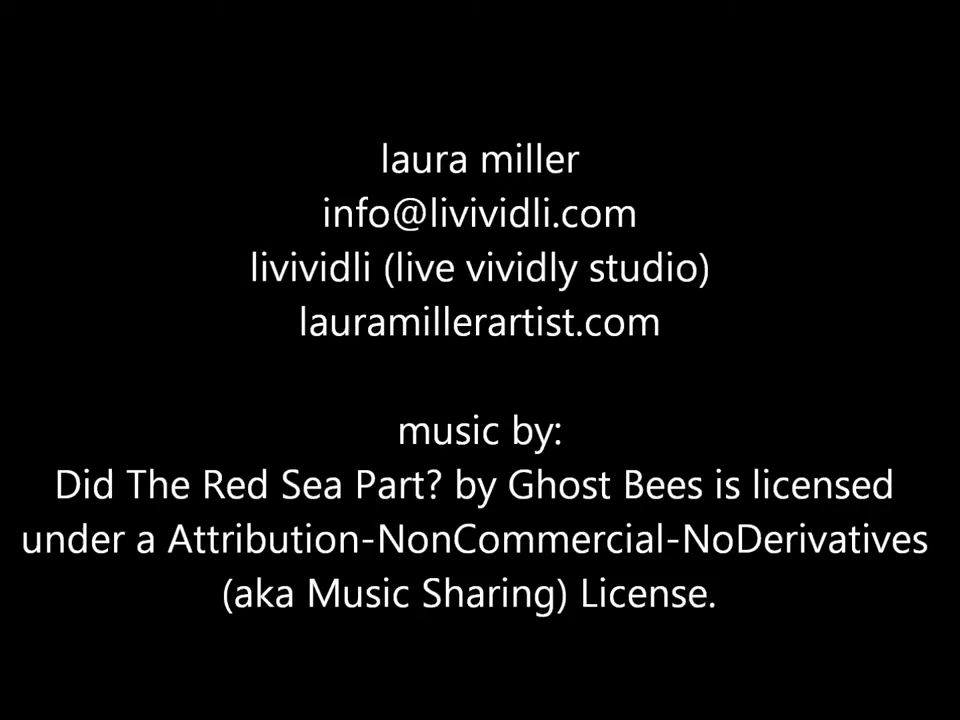 laura miller
info@livividli.com
livividli (live vividly studio)
lauramillerartist.com
music by:
Did The Red Sea Part? by Ghost Bees is licensed
under a Attribution-NonCommercial-NoDerivatives
(aka Music Sharing) License.